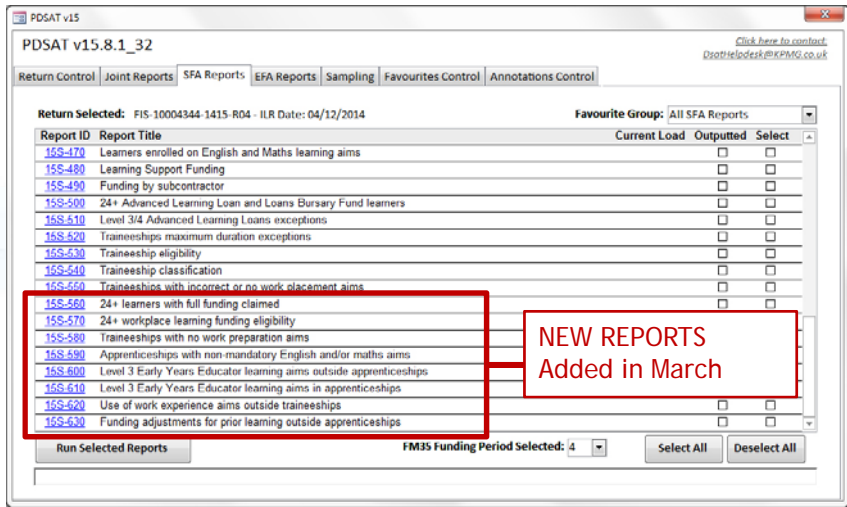 PDSAT v15
PDSAT v15.8.1_32
Click here to contact.
DsatHelpdesk@KPMG.co.uk
Return Control Joint Reports SFA Reports EFA Reports Sampling Favourites Control Annotations Control
Return Selected: FIS-10004344-1415-R04 - ILR Date: 04/12/2014 Favourite Group: All SFA Reports
Report ID Report Title Current Load Outputted Select
15S-470 Learners enrolled on English and Maths learning aims
15S-480 Learning Support Funding
15S-490 Funding by subcontractor
15S-500 24+ Advanced Learning Loan and Loans Bursary Fund learners
15S-510 Level 3/4 Advanced Learning Loans exceptions
15S-520 Traineeships maximum duration exceptions
15S-530 Traineeship eligibility
15S-540 Traineeship classification
15S-550 Traineeships with incorrect or no work placement aims
15S-560 24+ learners with full funding claimed
15S-570 24+ workplace learning funding eligibility
15S-580 Traineeships with no work preparation aims
15S-590 Apprenticeships with non-mandatory English and/or maths aims
15S-600 Level 3 Early Years Educator learning aims outside apprenticeships
15S-610 Level 3 Early Years Educator learning aims in apprenticeships
15S-620 Use of work experience aims outside traineeships
15S-630 Funding adjustments for prior learning outside apprenticeships
NEW REPORTS
Added in March
Run Selected Reports FM35 Funding Period Selected: 4 Select All Deselect All